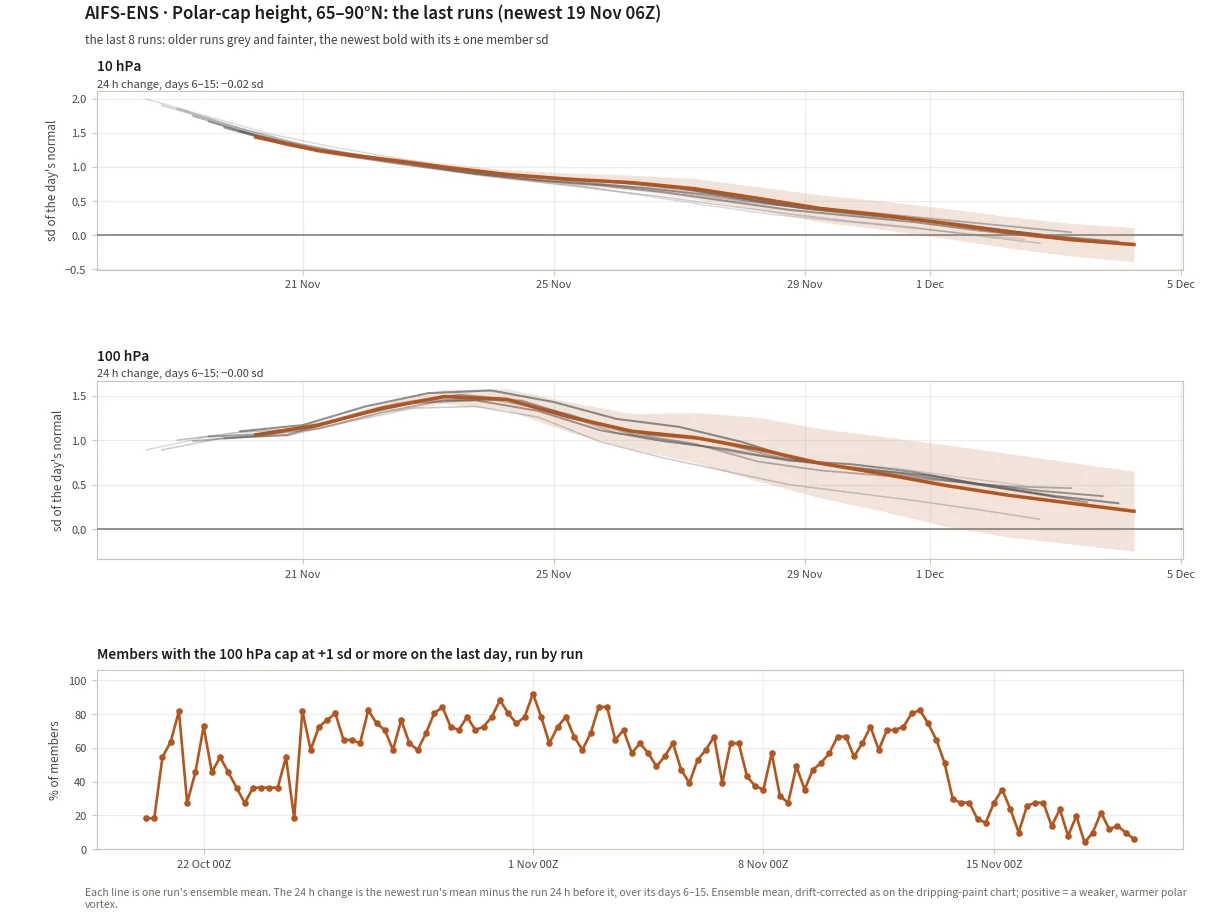 AIFS-ENS · Polar-cap height, 65–90°N: the last runs (newest 19 Nov 06Z)
the last 8 runs: older runs grey and fainter, the newest bold with its ± one member sd
10 hPa
24 h change, days 6–15: −0.02 sd
sd of the day's normal
2.0
1.5
1.0
0.5
0.0
−0.5
21 Nov
25 Nov
29 Nov
1 Dec
5 Dec
100 hPa
24 h change, days 6–15: −0.00 sd
sd of the day's normal
1.5
1.0
0.5
0.0
21 Nov
25 Nov
29 Nov
1 Dec
5 Dec
Members with the 100 hPa cap at +1 sd or more on the last day, run by run
% of members
100
80
60
40
20
0
22 Oct 00Z
1 Nov 00Z
8 Nov 00Z
15 Nov 00Z
Each line is one run's ensemble mean. The 24 h change is the newest run's mean minus the run 24 h before it, over its days 6–15. Ensemble mean, drift-corrected as on the dripping-paint chart; positive = a weaker, warmer polar
vortex.